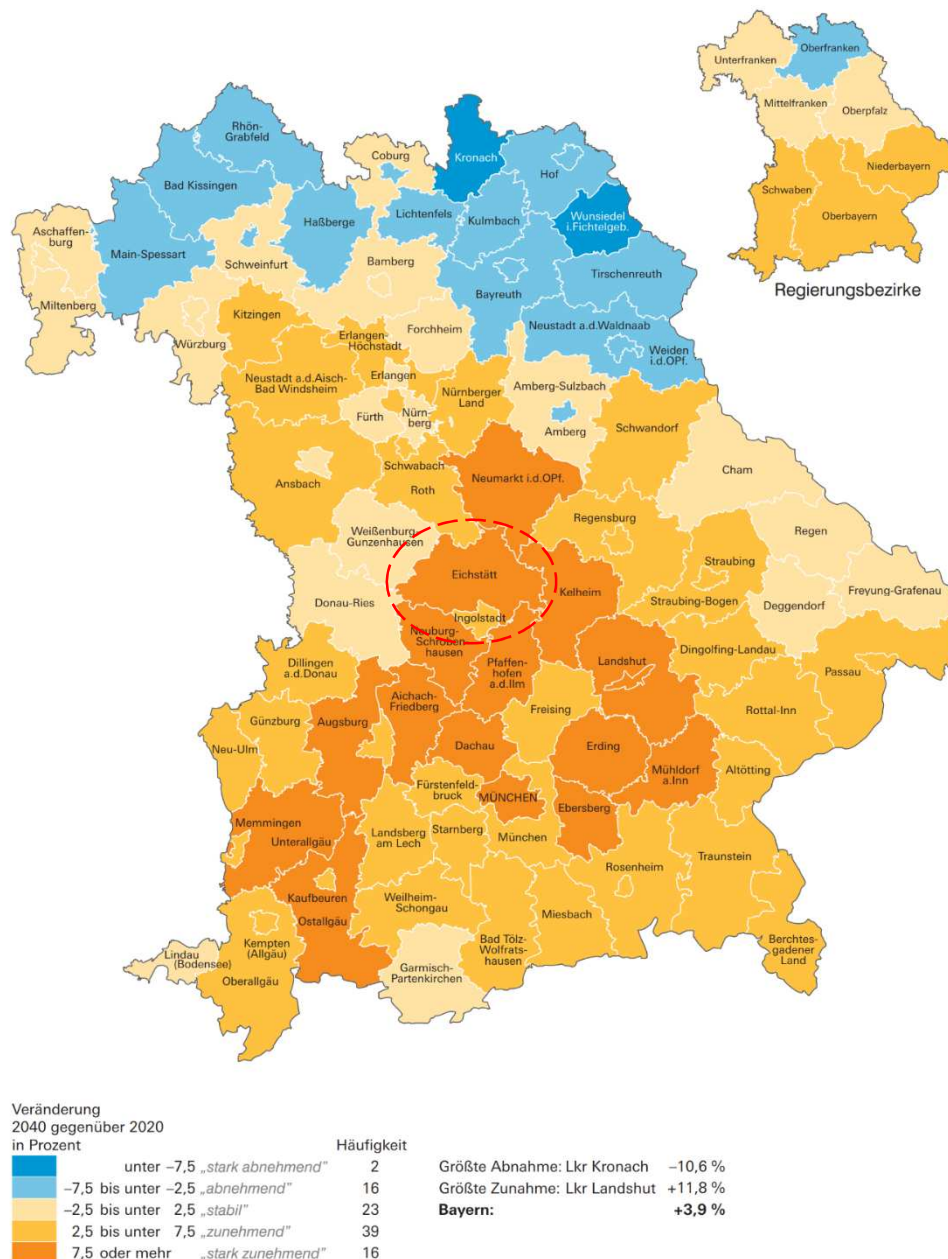 Oberfranken
Unterfranken
Mittelfranken
Oberpfalz
Niederbayern
Schwaben
Oberbayern
Regierungsbezirke
Rhön-
Grabfeld
Coburg
Kronach
Hof
Bad Kissingen
Lichtenfels
Kulmbach
Wunsiedel
i.Fichtelgeb.
Haßberge
Aschaffen-
burg
Main-Spessart
Schweinfurt
Bamberg
Tirschenreuth
Bayreuth
Miltenberg
Kitzingen
Forchheim
Neustadt a.d.Waldnaab
Würzburg
Erlangen-
Höchstadt
Weiden
i.d.OPf.
Neustadt a.d.Aisch-
Bad Windsheim
Erlangen
Nürnberger
Land
Amberg-Sulzbach
Fürth
Nürn-
berg
Amberg
Schwandorf
Ansbach
Schwabach
Roth
Neumarkt i.d.OPf.
Cham
Weißenburg-
Gunzenhausen
Regensburg
Regen
Eichstätt
Kelheim
Straubing
Freyung-Grafenau
Donau-Ries
Straubing-Bogen
Deggendorf
Ingolstadt
Neuburg-
Schroben
hausen
Dingolfing-Landau
Dillingen
a.d.Donau
Pfaffen-
hofen
a.d.Ilm
Landshut
Passau
Aichach-
Friedberg
Günzburg
Augsburg
Freising
Rottal-Inn
Neu-Ulm
Dachau
Erding
Mühldorf
a.Inn
Altötting
Fürstenfeld-
bruck
MÜNCHEN
Ebersberg
Memmingen
Unterallgäu
Landsberg
am Lech
Starnberg
München
Rosenheim
Traunstein
Kaufbeuren
Ostallgäu
Weilheim-
Schongau
Miesbach
Bad Tölz-
Wolfrats-
hausen
Berchtes-
gadener
Land
Kempten
(Allgäu)
Lindau
(Bodensee)
Oberallgäu
Garmisch-
Partenkirchen
Veränderung
2040 gegenüber 2020
in Prozent Häufigkeit
unter –7,5 „stark abnehmend" 2 Größte Abnahme: Lkr Kronach –10,6 %
–7,5 bis unter –2,5 „abnehmend" 16 Größte Zunahme: Lkr Landshut +11,8 %
–2,5 bis unter 2,5 „stabil" 23 Bayern: +3,9 %
2,5 bis unter 7,5 „zunehmend" 39
7,5 oder mehr „stark zunehmend" 16